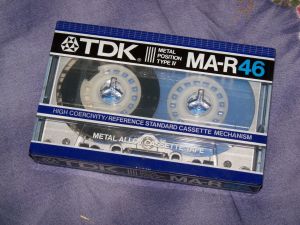 TDK METAL POSITION TYPE IV MA-R46
HIGH COERCIVITY/REFERENCE STANDARD CASSETTE MECHANISM
METAL ALLOY CASSETTE TAPE
TDK MA-R